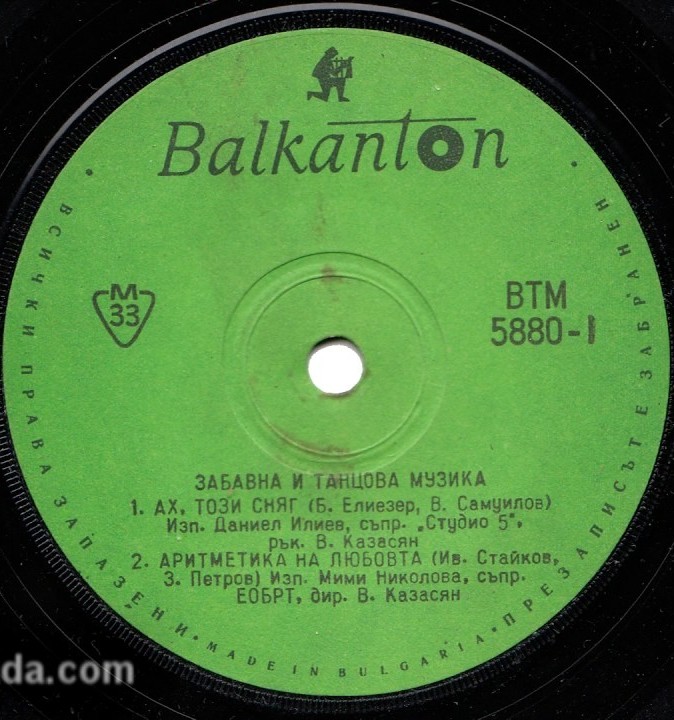 Balkanton
M
33
ВТМ
5880-I
ЗАБАВНА И ТАНЦОВА МУЗИКА
1. АХ, ТОЗИ СНЯГ (Б. Елиезер, В. Самуилов)
Изп. Даниел Илиев, съпр. „Студио 5",
рък. В. Казасян
2. АРИТМЕТИКА НА ЛЮБОВТА (Ив. Стайков,
З. Петров) Изп. Мими Николова, съпр.
ЕОБРТ, дир. В. Казасян
• ВСИЧКИ ПРАВА ЗАПАЗЕНИ • MADE IN BULGARIA • ПРЕЗАПИСЪТ Е ЗАБРАНЕН •
da.com